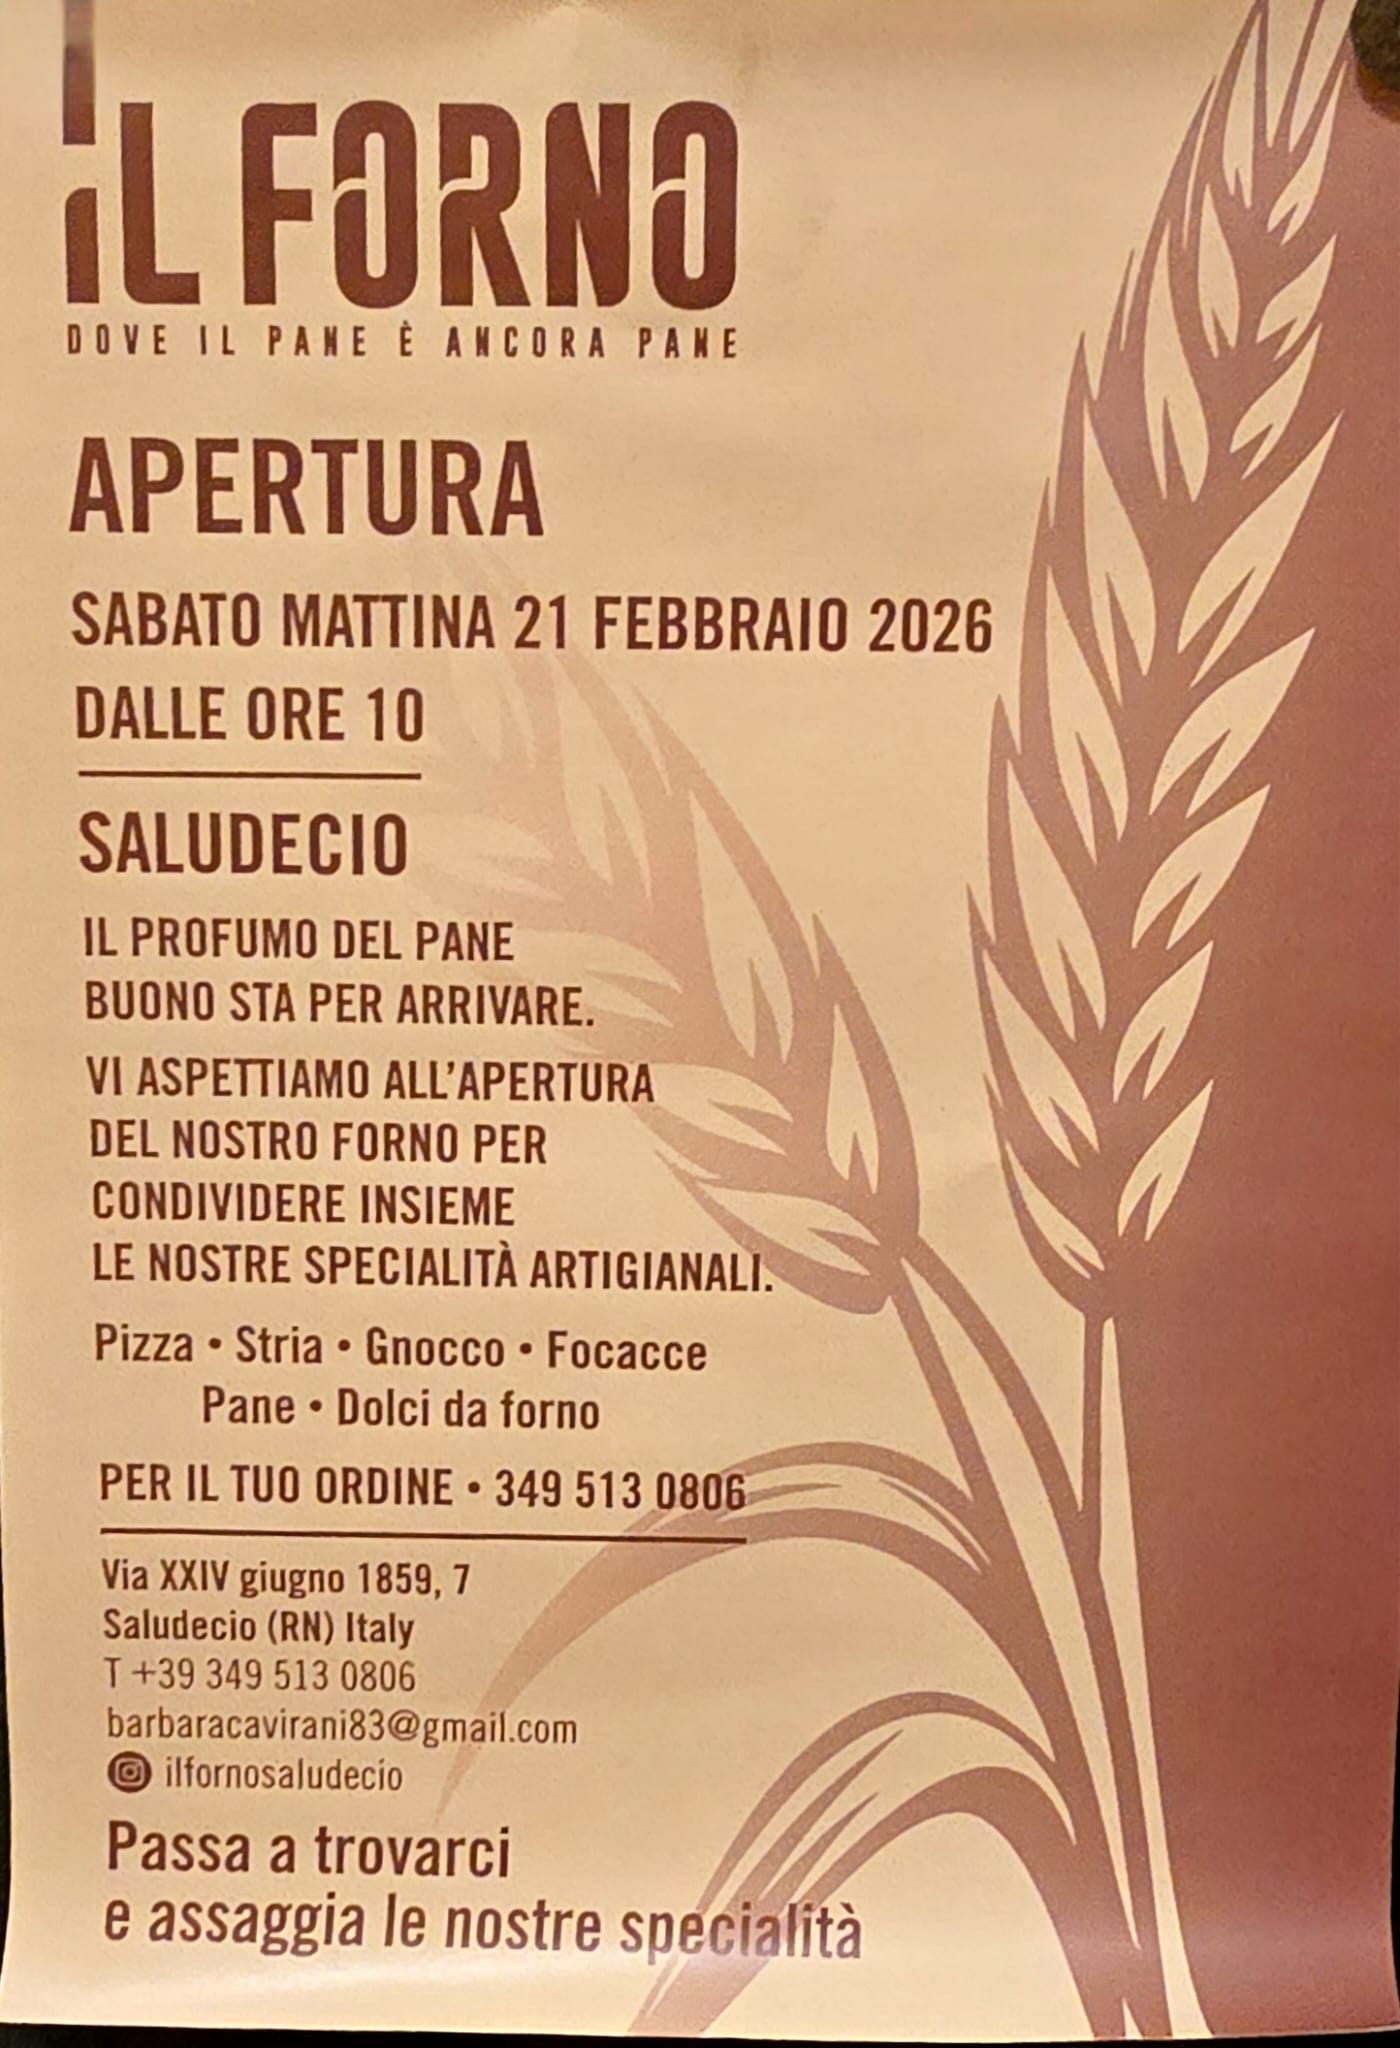 IL FORNO
DOVE IL PANE È ANCORA PANE
APERTURA
SABATO MATTINA 21 FEBBRAIO 2026
DALLE ORE 10
SALUDECIO
IL PROFUMO DEL PANE
BUONO STA PER ARRIVARE.
VI ASPETTIAMO ALL'APERTURA
DEL NOSTRO FORNO PER
CONDIVIDERE INSIEME
LE NOSTRE SPECIALITÀ ARTIGIANALI.
Pizza • Stria • Gnocco • Focacce
Pane • Dolci da forno
PER IL TUO ORDINE • 349 513 0806
Via XXIV giugno 1859, 7
Saludecio (RN) Italy
T +39 349 513 0806
barbaracavirani83@gmail.com
ilfornosaludecio
Passa a trovarci
e assaggia le nostre specialità